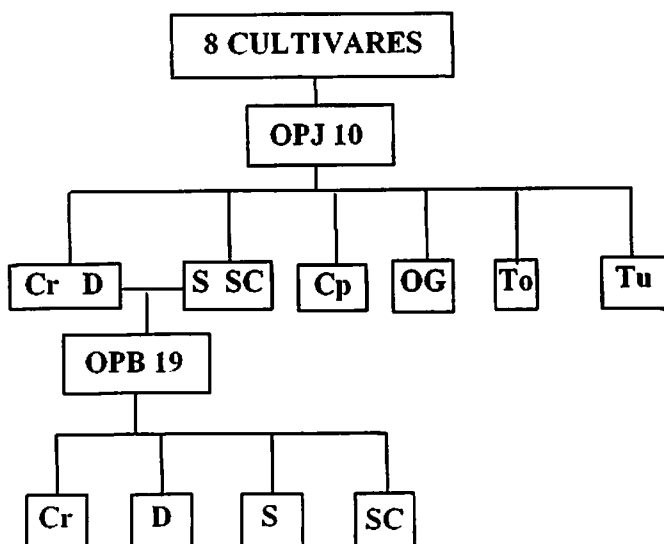 8 CULTIVARES
OPJ 10
Cr D S SC Cp OG To Tu
OPB 19
Cr D S SC